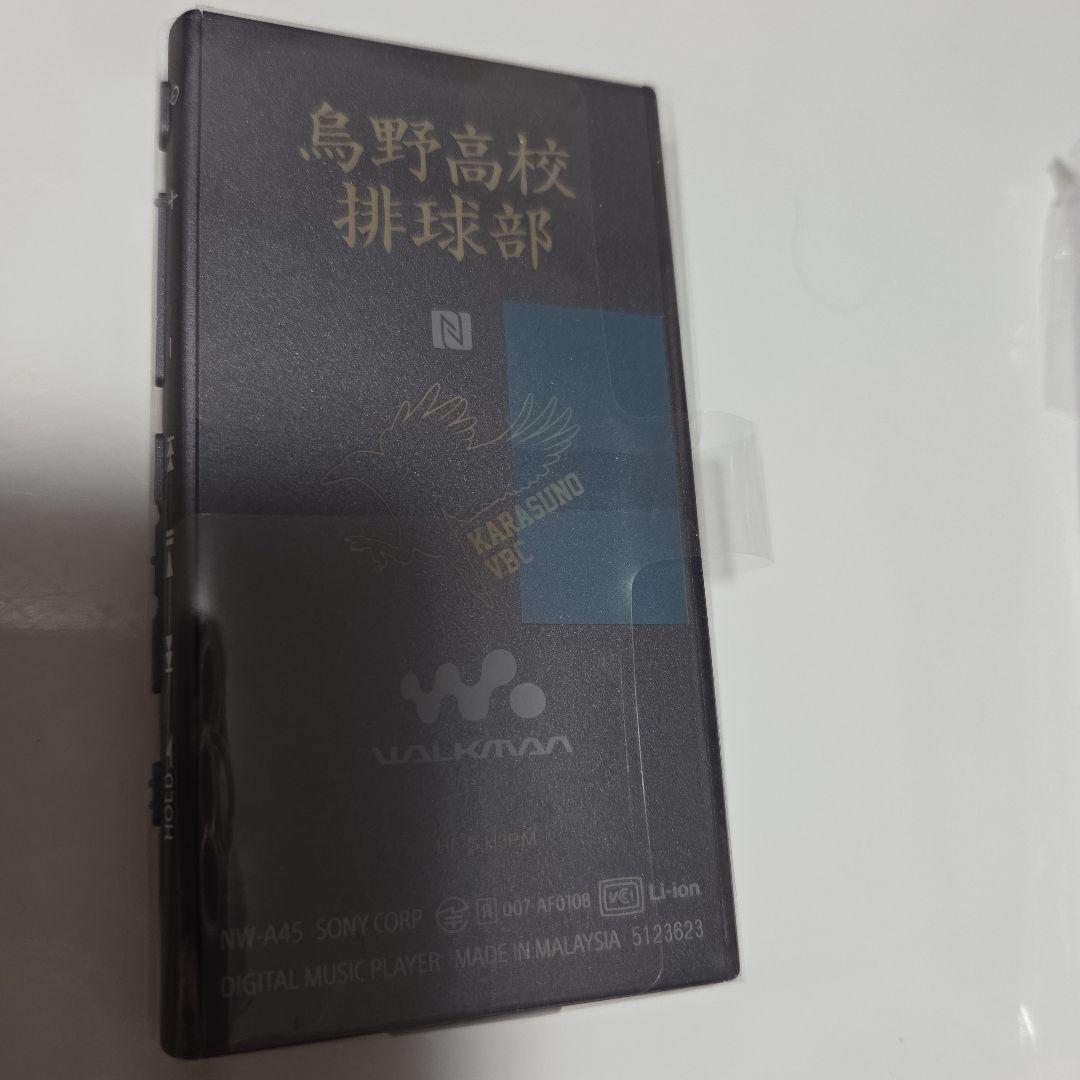 烏野高校
排球部
KARASUNO
VBC
WALKMAN
NW-A45 SONY CORP R 007 AF0108 VCI Li-ion
DIGITAL MUSIC PLAYER MADE IN MALAYSIA 5123623
HOLD